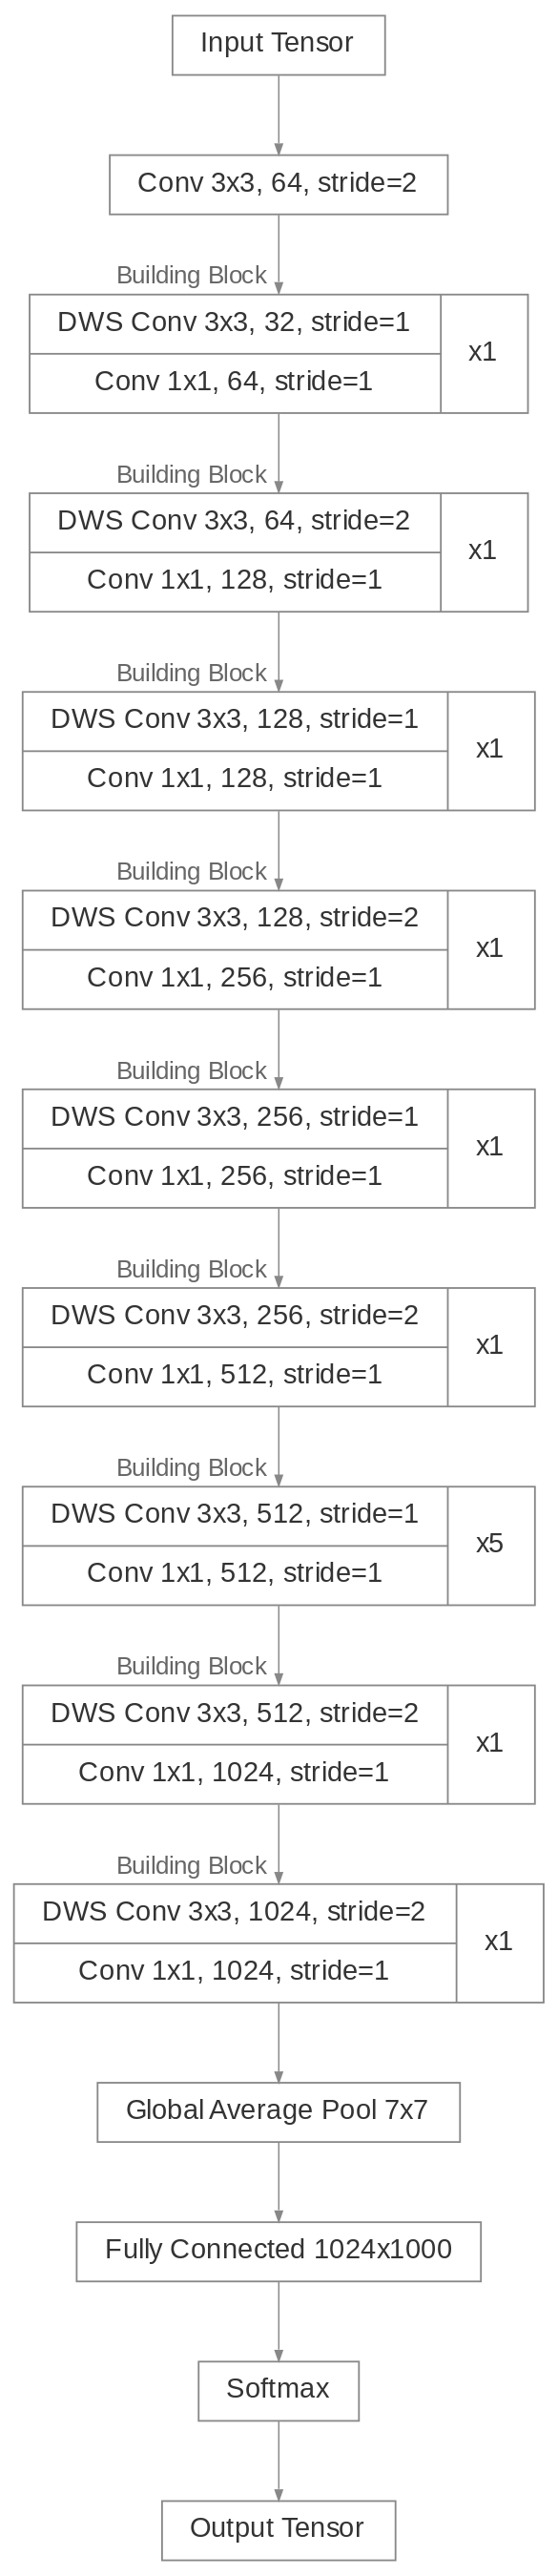 Input Tensor
Conv 3x3, 64, stride=2
Building Block
DWS Conv 3x3, 32, stride=1
Conv 1x1, 64, stride=1
x1
Building Block
DWS Conv 3x3, 64, stride=2
Conv 1x1, 128, stride=1
x1
Building Block
DWS Conv 3x3, 128, stride=1
Conv 1x1, 128, stride=1
x1
Building Block
DWS Conv 3x3, 128, stride=2
Conv 1x1, 256, stride=1
x1
Building Block
DWS Conv 3x3, 256, stride=1
Conv 1x1, 256, stride=1
x1
Building Block
DWS Conv 3x3, 256, stride=2
Conv 1x1, 512, stride=1
x1
Building Block
DWS Conv 3x3, 512, stride=1
Conv 1x1, 512, stride=1
x5
Building Block
DWS Conv 3x3, 512, stride=2
Conv 1x1, 1024, stride=1
x1
Building Block
DWS Conv 3x3, 1024, stride=2
Conv 1x1, 1024, stride=1
x1
Global Average Pool 7x7
Fully Connected 1024x1000
Softmax
Output Tensor